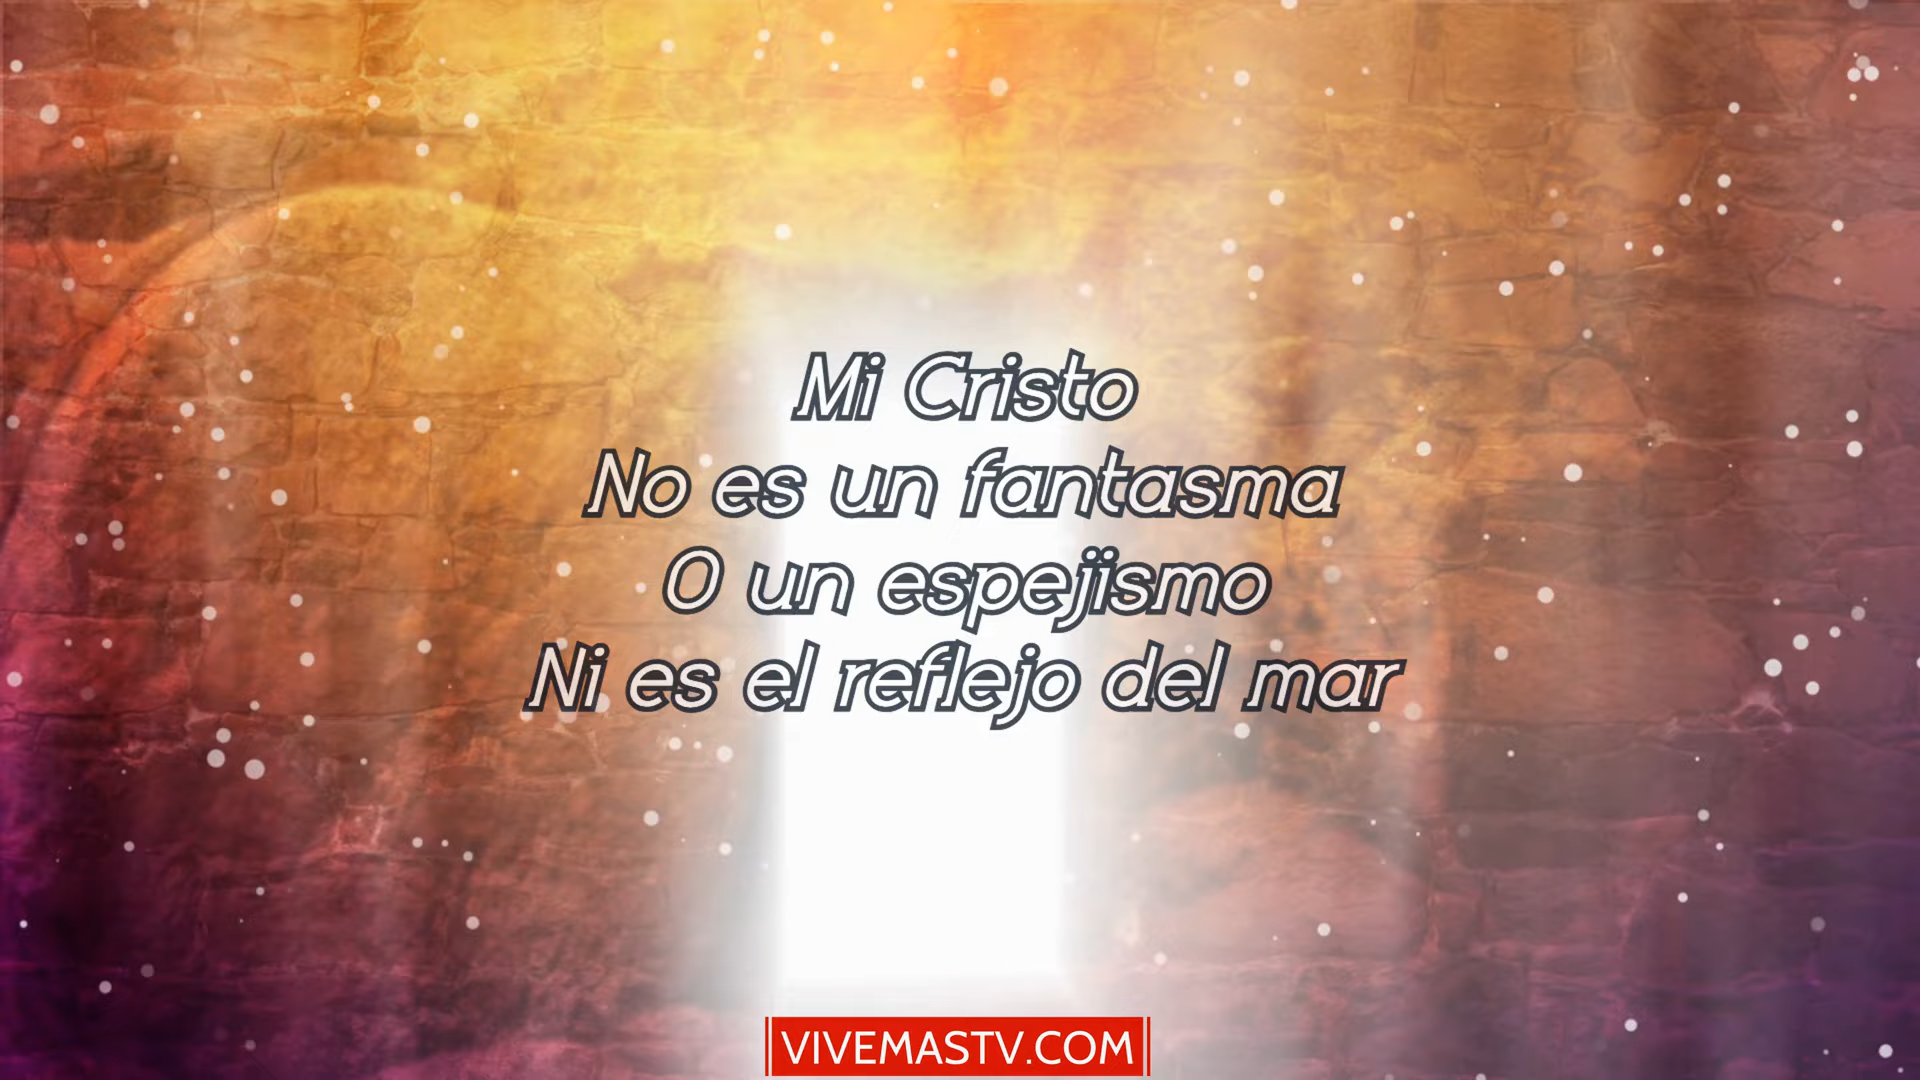 Mi Cristo
No es un fantasma
O un espejismo
Ni es el reflejo del mar
VIVEMASTV.COM